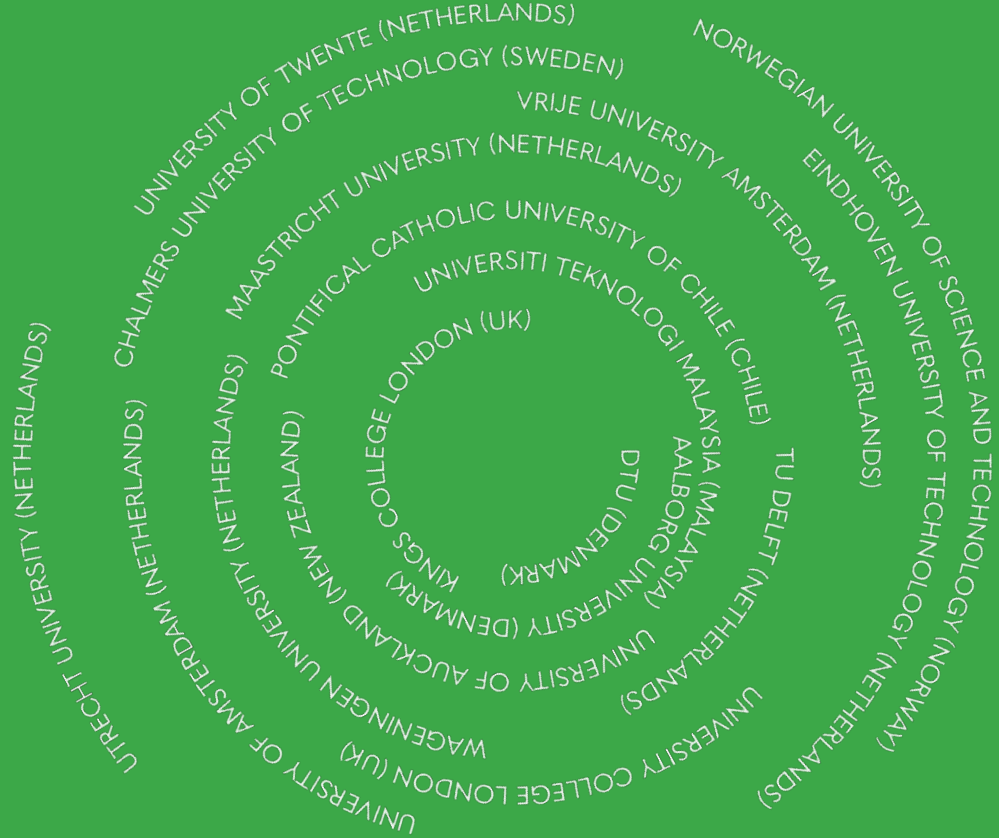 UNIVERSITY OF TWENTE (NETHERLANDS)
NORWEGIAN UNIVERSITY OF SCIENCE AND TECHNOLOGY (NORWAY)
CHALMERS UNIVERSITY OF TECHNOLOGY (SWEDEN)
VRIJE UNIVERSITY AMSTERDAM (NETHERLANDS)
EINDHOVEN UNIVERSITY OF TECHNOLOGY (NETHERLANDS)
MAASTRICHT UNIVERSITY (NETHERLANDS)
PONTIFICAL CATHOLIC UNIVERSITY OF CHILE (CHILE)
UNIVERSITI TEKNOLOGI MALAYSIA (MALAYSIA)
KINGS COLLEGE LONDON (UK)
DTU (DENMARK)
AALBORG UNIVERSITY (DENMARK)
TU DELFT (NETHERLANDS)
UNIVERSITY OF AUCKLAND (NEW ZEALAND)
WAGENINGEN UNIVERSITY (NETHERLANDS)
UNIVERSITY COLLEGE LONDON (UK)
UNIVERSITY OF AMSTERDAM (NETHERLANDS)
UTRECHT UNIVERSITY (NETHERLANDS)